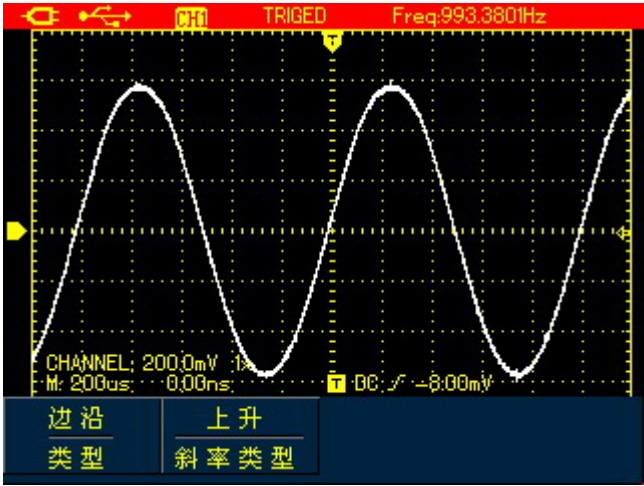 CH1 TRIGED Freq:993.3801Hz
T
CHANNEL: 200.0mV 1X
M: 200us 0.00ns T DC -8.00mV
边沿 上升
类型 斜率类型